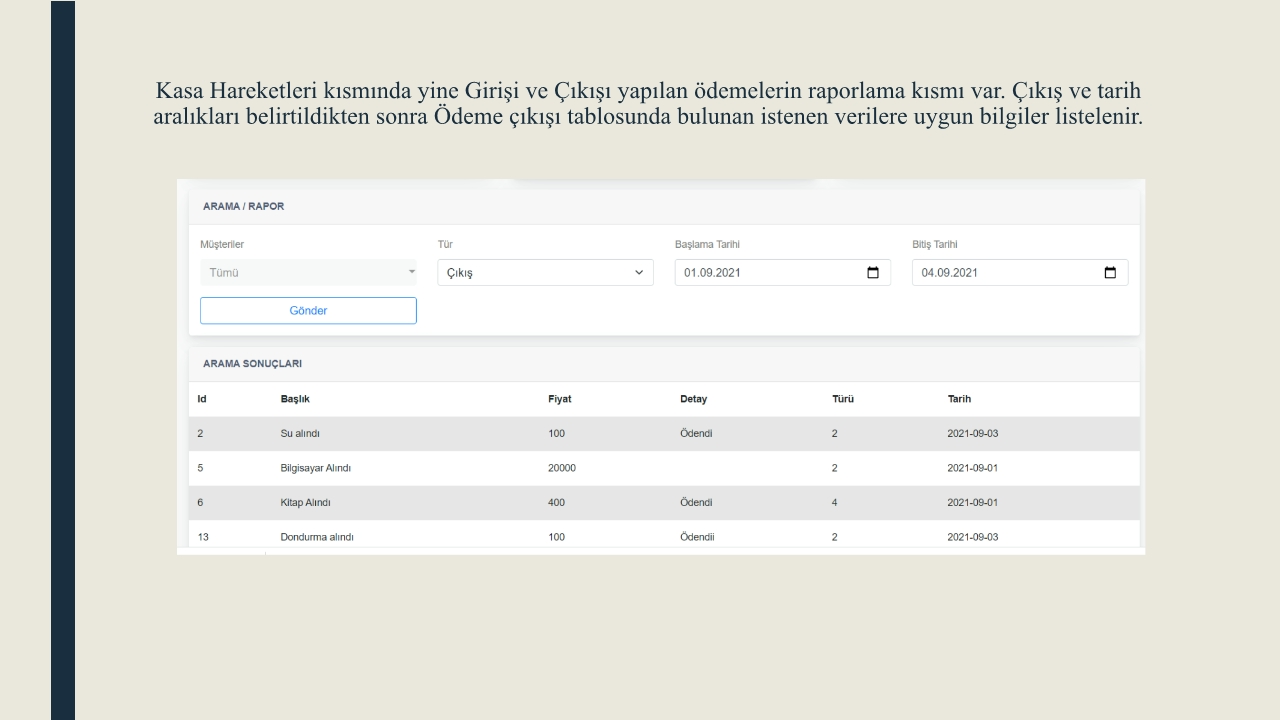 Kasa Hareketleri kısmında yine Girişi ve Çıkışı yapılan ödemelerin raporlama kısmı var. Çıkış ve tarih
aralıkları belirtildikten sonra Ödeme çıkışı tablosunda bulunan istenen verilere uygun bilgiler listelenir.
ARAMA / RAPOR
Müşteriler Tür Başlama Tarihi Bitiş Tarihi
Tümü Çıkış 01.09.2021 04.09.2021
Gönder
ARAMA SONUÇLARI
Id Başlık Fiyat Detay Türü Tarih
2 Su alındı 100 Ödendi 2 2021-09-03
5 Bilgisayar Alındı 20000 2 2021-09-01
6 Kitap Alındı 400 Ödendi 4 2021-09-01
13 Dondurma alındı 100 Ödendii 2 2021-09-03